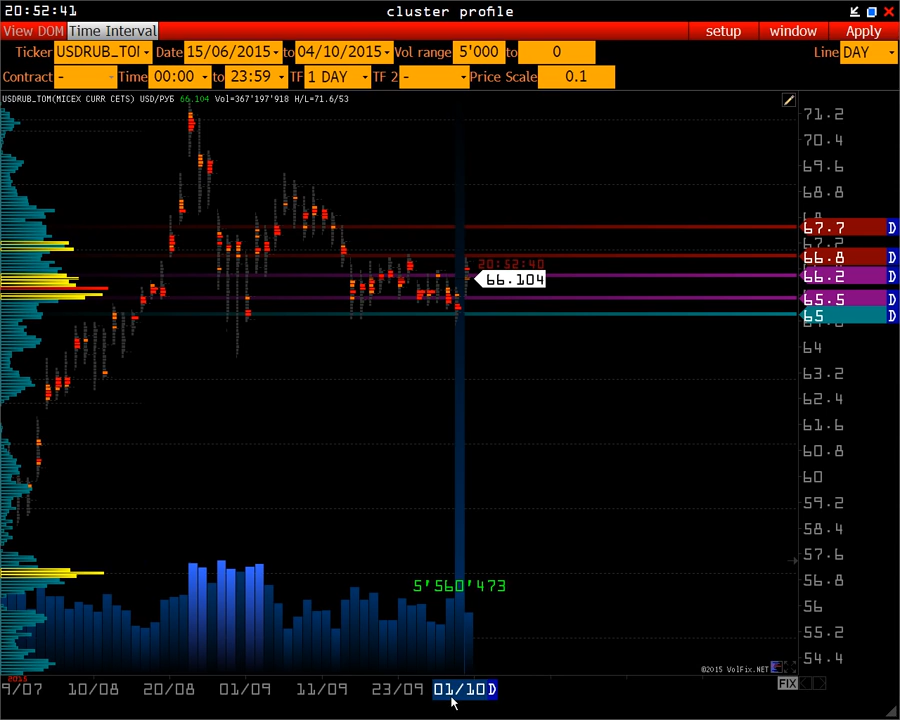 20:52:41 cluster profile
View DOM Time Interval setup window Apply
Ticker USDRUB_TOI Date 15/06/2015 to 04/10/2015 Vol range 5'000 to 0 Line DAY
Contract - Time 00:00 to 23:59 TF 1 DAY TF 2 - Price Scale 0.1
USDRUB_TOM(MICEX CURR CETS) USD/РУБ 66.104 Vol=367'197'918 H/L=71.6/53
71.2
70.4
69.6
68.8
68
67.7 D
67.2
66.8 D
20:52:40
66.2 D
66.104
65.5 D
65 D
64
63.2
62.4
61.6
60.8
60
59.2
58.4
57.6
56.8
5'560'473
56
55.2
54.4
©2015 VolFix.NET
2015
9/07 10/08 20/08 01/09 11/09 23/09 01/10 D FIX